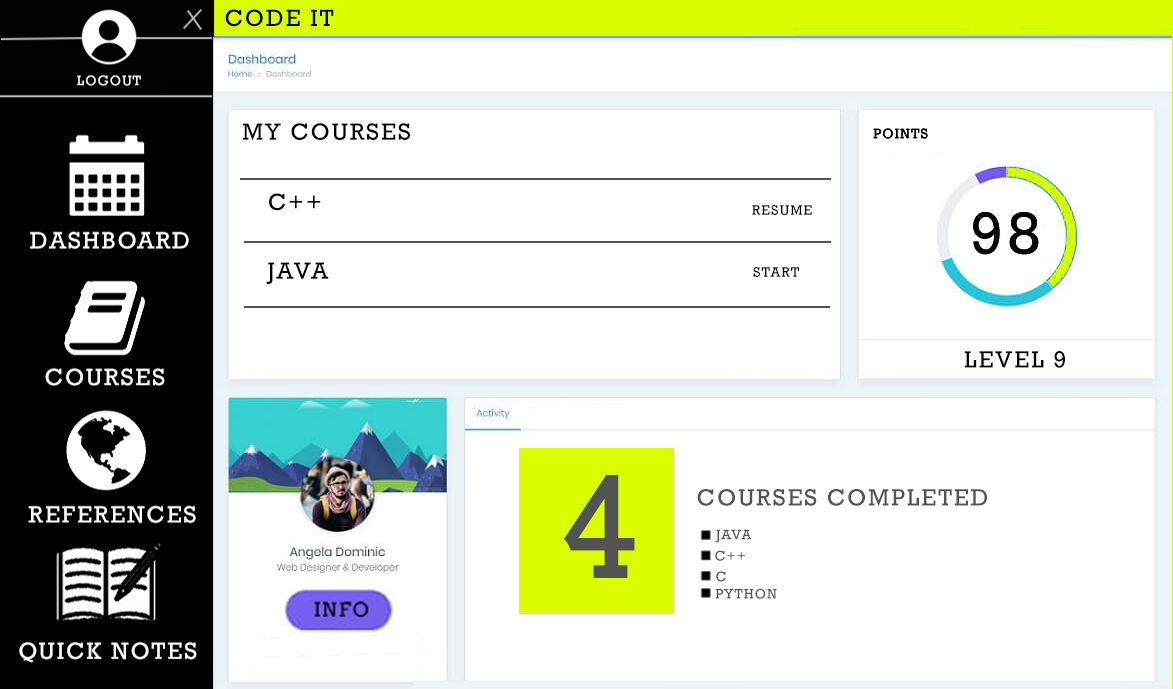 X
LOGOUT
DASHBOARD
COURSES
REFERENCES
QUICK NOTES
CODE IT
Dashboard
Home :: Dashboard
MY COURSES
C++ RESUME
JAVA START
POINTS
98
LEVEL 9
Angela Dominic
Web Designer & Developer
INFO
Activity
4
COURSES COMPLETED
JAVA
C++
C
PYTHON